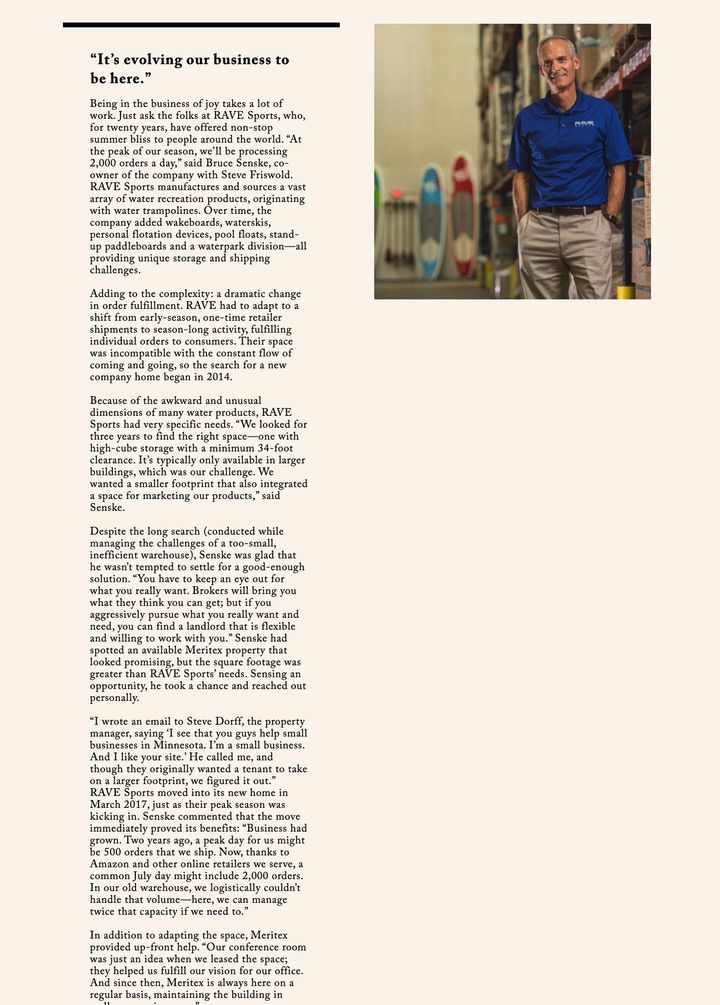 “It’s evolving our business to
be here.”
Being in the business of joy takes a lot of
work. Just ask the folks at RAVE Sports, who,
for twenty years, have offered non-stop
summer bliss to people around the world. “At
the peak of our season, we’ll be processing
2,000 orders a day,” said Bruce Senske, co-
owner of the company with Steve Friswold.
RAVE Sports manufactures and sources a vast
array of water recreation products, originating
with water trampolines. Over time, the
company added wakeboards, waterskis,
personal flotation devices, pool floats, stand-
up paddleboards and a waterpark division—all
providing unique storage and shipping
challenges.
Adding to the complexity: a dramatic change
in order fulfillment. RAVE had to adapt to a
shift from early-season, one-time retailer
shipments to season-long activity, fulfilling
individual orders to consumers. Their space
was incompatible with the constant flow of
coming and going, so the search for a new
company home began in 2014.
Because of the awkward and unusual
dimensions of many water products, RAVE
Sports had very specific needs. “We looked for
three years to find the right space—one with
high-cube storage with a minimum 34-foot
clearance. It’s typically only available in larger
buildings, which was our challenge. We
wanted a smaller footprint that also integrated
a space for marketing our products,” said
Senske.
Despite the long search (conducted while
managing the challenges of a too-small,
inefficient warehouse), Senske was glad that
he wasn’t tempted to settle for a good-enough
solution. “You have to keep an eye out for
what you really want. Brokers will bring you
what they think you can get; but if you
aggressively pursue what you really want and
need, you can find a landlord that is flexible
and willing to work with you.” Senske had
spotted an available Meritex property that
looked promising, but the square footage was
greater than RAVE Sports’ needs. Sensing an
opportunity, he took a chance and reached out
personally.
“I wrote an email to Steve Dorff, the property
manager, saying ‘I see that you guys help small
businesses in Minnesota. I’m a small business.
And I like your site.’ He called me, and
though they originally wanted a tenant to take
on a larger footprint, we figured it out.”
RAVE Sports moved into its new home in
March 2017, just as their peak season was
kicking in. Senske commented that the move
immediately proved its benefits: “Business had
grown. Two years ago, a peak day for us might
be 500 orders that we ship. Now, thanks to
Amazon and other online retailers we serve, a
common July day might include 2,000 orders.
In our old warehouse, we logistically couldn’t
handle that volume—here, we can manage
twice that capacity if we need to.”
In addition to adapting the space, Meritex
provided up-front help. “Our conference room
was just an idea when we leased the space;
they helped us fulfill our vision for our office.
And since then, Meritex is always here on a
regular basis, maintaining the building in
RAVE